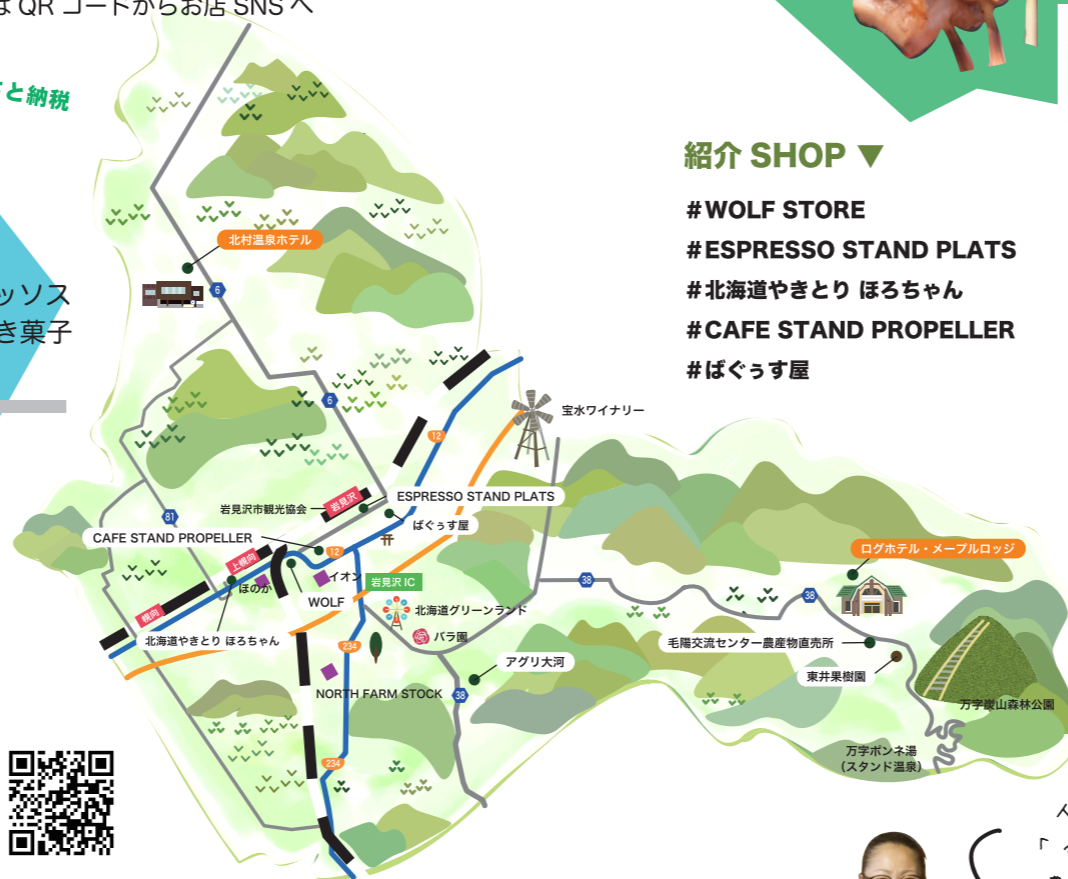 は QR コードからお店 SNS へ
と納税
ッソス
き菓子
紹介 SHOP ▼
#WOLF STORE
#ESPRESSO STAND PLATS
#北海道やきとり ほろちゃん
#CAFE STAND PROPELLER
#ばぐぅす屋
北村温泉ホテル
6
6
宝水ワイナリー
12
ESPRESSO STAND PLATS
岩見沢
岩見沢市観光協会
ばぐぅす屋
81
CAFE STAND PROPELLER
12
上幌向
ほのか
イオン
岩見沢 IC
WOLF
幌向
北海道やきとり ほろちゃん
北海道グリーンランド
バラ園
234
アグリ大河
NORTH FARM STOCK
38
234
38
38
ログホテル・メープルロッジ
毛陽交流センター農産物直売所
東井果樹園
万字炭山森林公園
万字ポンネ湯
（スタンド温泉）
人
「